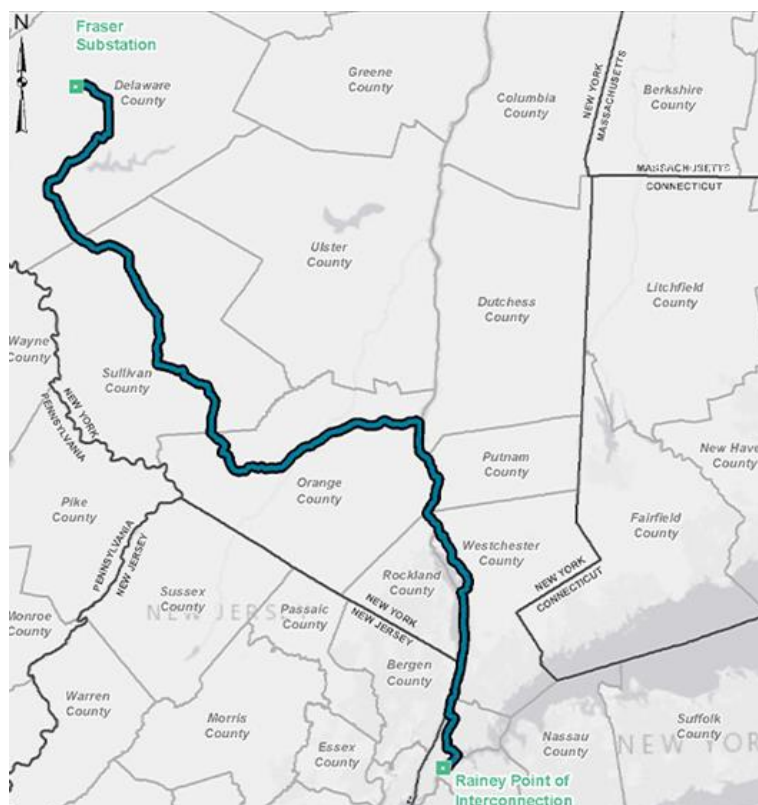 N
Fraser
Substation
Delaware
County
Greene
County
Columbia
County
NEW YORK
MASSACHUSETTS
Berkshire
County
MASSACHUSETTS
CONNECTICUT
Ulster
County
Dutchess
County
Litchfield
County
Wayne
County
Sullivan
County
NEW YORK
PENNSYLVANIA
Orange
County
Putnam
County
New Have
County
Pike
County
Fairfield
County
PENNSYLVANIA
NEW JERSEY
Westchester
County
Rockland
County
NEW YORK
CONNECTICUT
Sussex
County
NEW JERSEY
Passaic
County
NEW YORK
NEW JERSEY
Monroe
County
Bergen
County
Warren
County
Morris
County
Essex
County
Nassau
County
Suffolk
County
NEW YOR
Rainey Point of
Interconnection